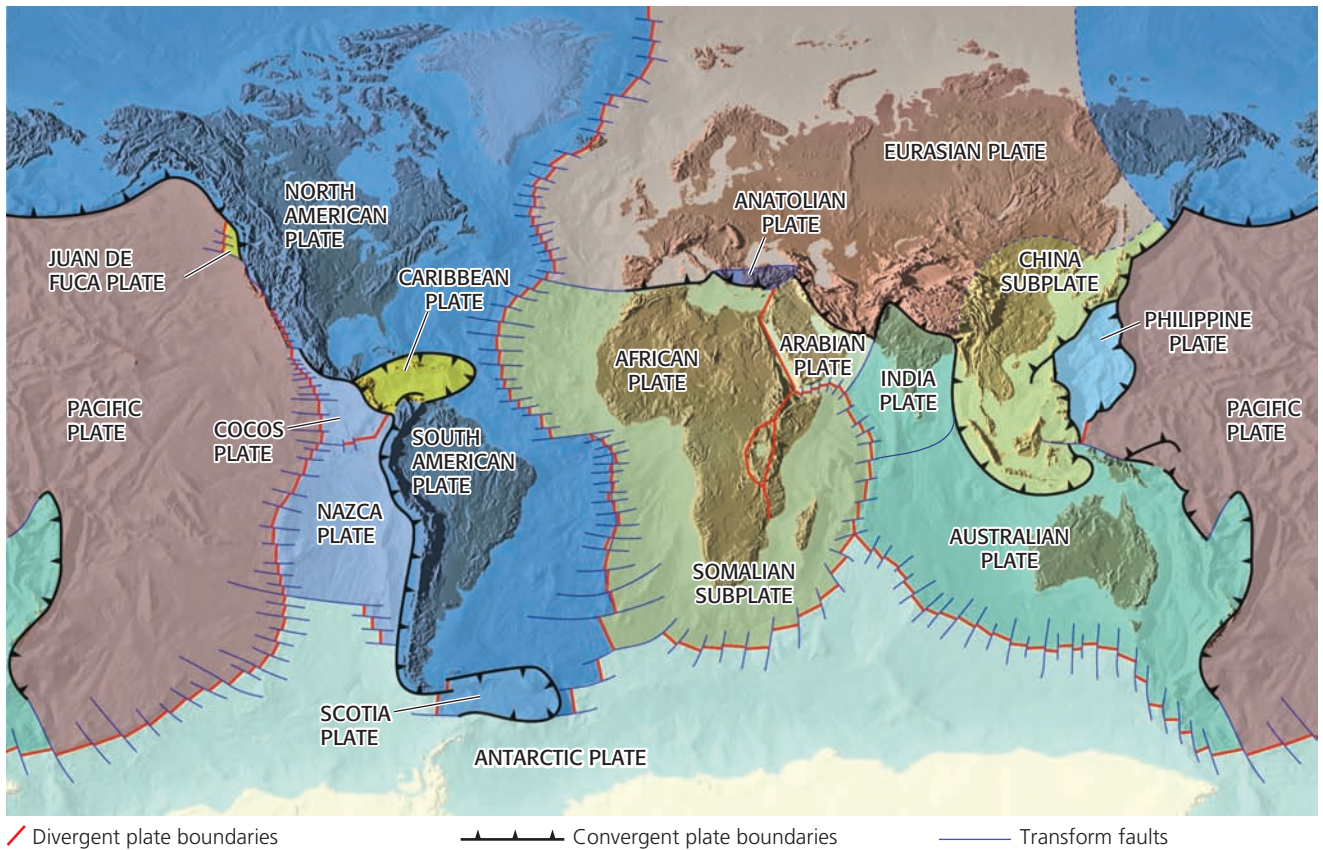 EURASIAN PLATE
NORTH
AMERICAN
PLATE
ANATOLIAN
PLATE
JUAN DE
FUCA PLATE
CARIBBEAN
PLATE
CHINA
SUBPLATE
PHILIPPINE
PLATE
AFRICAN
PLATE
ARABIAN
PLATE
INDIA
PLATE
PACIFIC
PLATE
PACIFIC
PLATE
COCOS
PLATE
SOUTH
AMERICAN
PLATE
NAZCA
PLATE
AUSTRALIAN
PLATE
SOMALIAN
SUBPLATE
SCOTIA
PLATE
ANTARCTIC PLATE
Divergent plate boundaries
Convergent plate boundaries
Transform faults